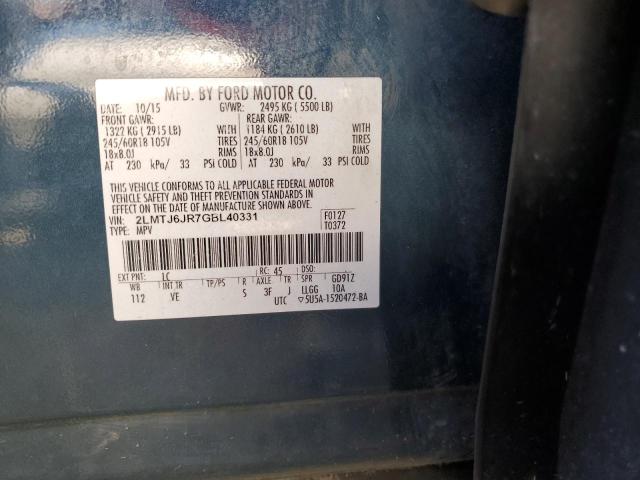 MFD. BY FORD MOTOR CO.
DATE: 10/15 GVWR: 2495 KG ( 5500 LB)
FRONT GAWR: REAR GAWR:
1322 KG ( 2915 LB) WITH 1184 KG ( 2610 LB) WITH
245/60R18 105V TIRES 245/60R18 105V TIRES
18x8.0J RIMS 18x8.0J RIMS
AT 230 kPa/ 33 PSI COLD AT 230 kPa/ 33 PSI COLD
THIS VEHICLE CONFORMS TO ALL APPLICABLE FEDERAL MOTOR
VEHICLE SAFETY AND THEFT PREVENTION STANDARDS IN
EFFECT ON THE DATE OF MANUFACTURE SHOWN ABOVE.
VIN: 2LMTJ6JR7GBL40331 F0127
TYPE: MPV T0372
EXT PNT: LC RC: 45 DSO:
WB INT TR TP/PS R AXLE TR SPR GD91Z
112 VE S 3F J LLGG 10A
UTC ▽5U5A-1520472-BA